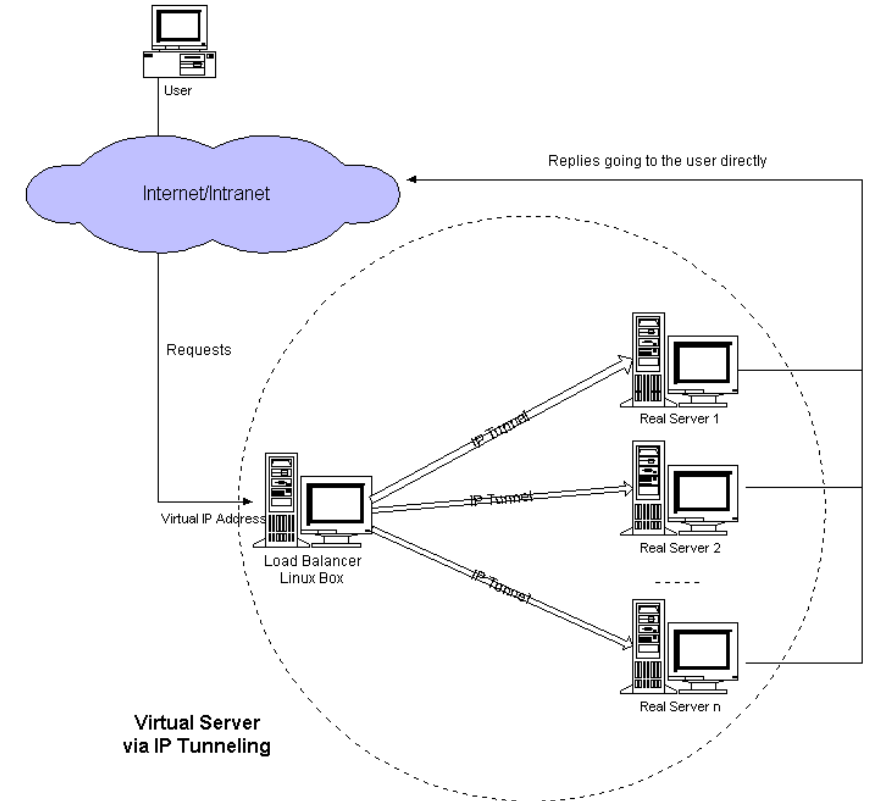 User
Internet/Intranet
Replies going to the user directly
Requests
Real Server 1
IP Tunnel
Virtual IP Address
IP Tunnel
Real Server 2
Load Balancer
Linux Box
IP Tunnel
Real Server n
Virtual Server
via IP Tunneling